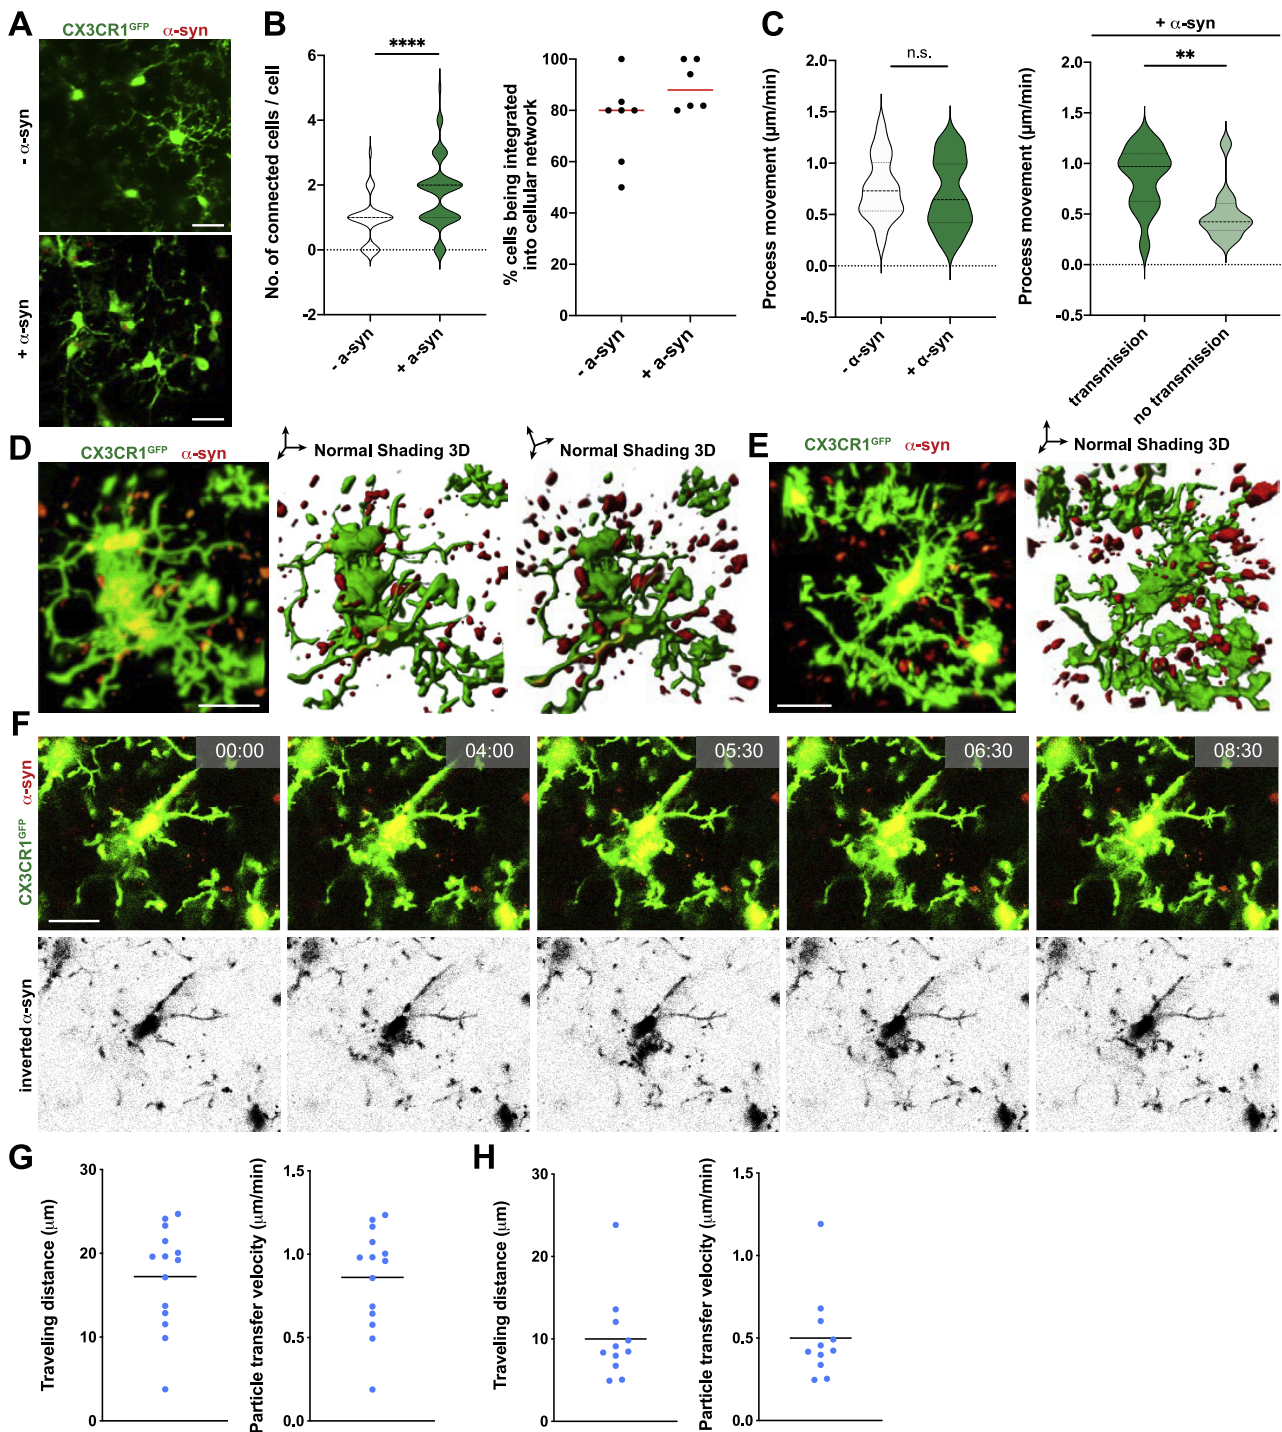 A
CX3CR1GFP α-syn
- α-syn
+ α-syn
B
No. of connected cells / cell
6
4
2
0
-2
****
- a-syn
+ a-syn
% cells being integrated
into cellular network
100
80
60
40
20
0
- a-syn
+ a-syn
C
Process movement (µm/min)
2.0
1.5
1.0
0.5
0.0
-0.5
n.s.
- α-syn
+ α-syn
+ α-syn
Process movement (µm/min)
2.0
1.5
1.0
0.5
0.0
-0.5
**
transmission
no transmission
D
CX3CR1GFP α-syn
Normal Shading 3D
Normal Shading 3D
E
CX3CR1GFP α-syn
Normal Shading 3D
F
CX3CR1GFP α-syn
00:00
04:00
05:30
06:30
08:30
inverted α-syn
G
Traveling distance (µm)
30
20
10
0
Particle transfer velocity (µm/min)
1.5
1.0
0.5
0.0
H
Traveling distance (µm)
30
20
10
0
Particle transfer velocity (µm/min)
1.5
1.0
0.5
0.0